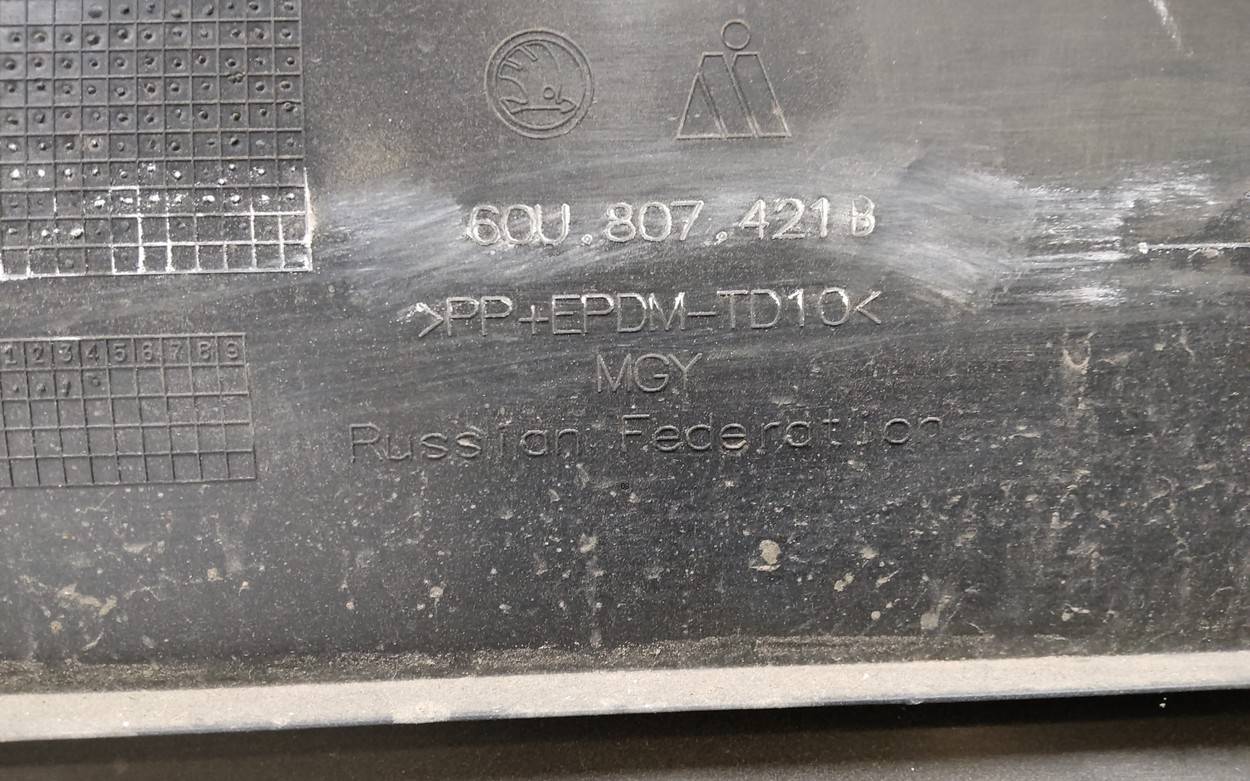 60U.807.421 B
>PP+EPDM-TD10<
MGY
1 2 3 4 5 6 7 8 9
Russian Federation